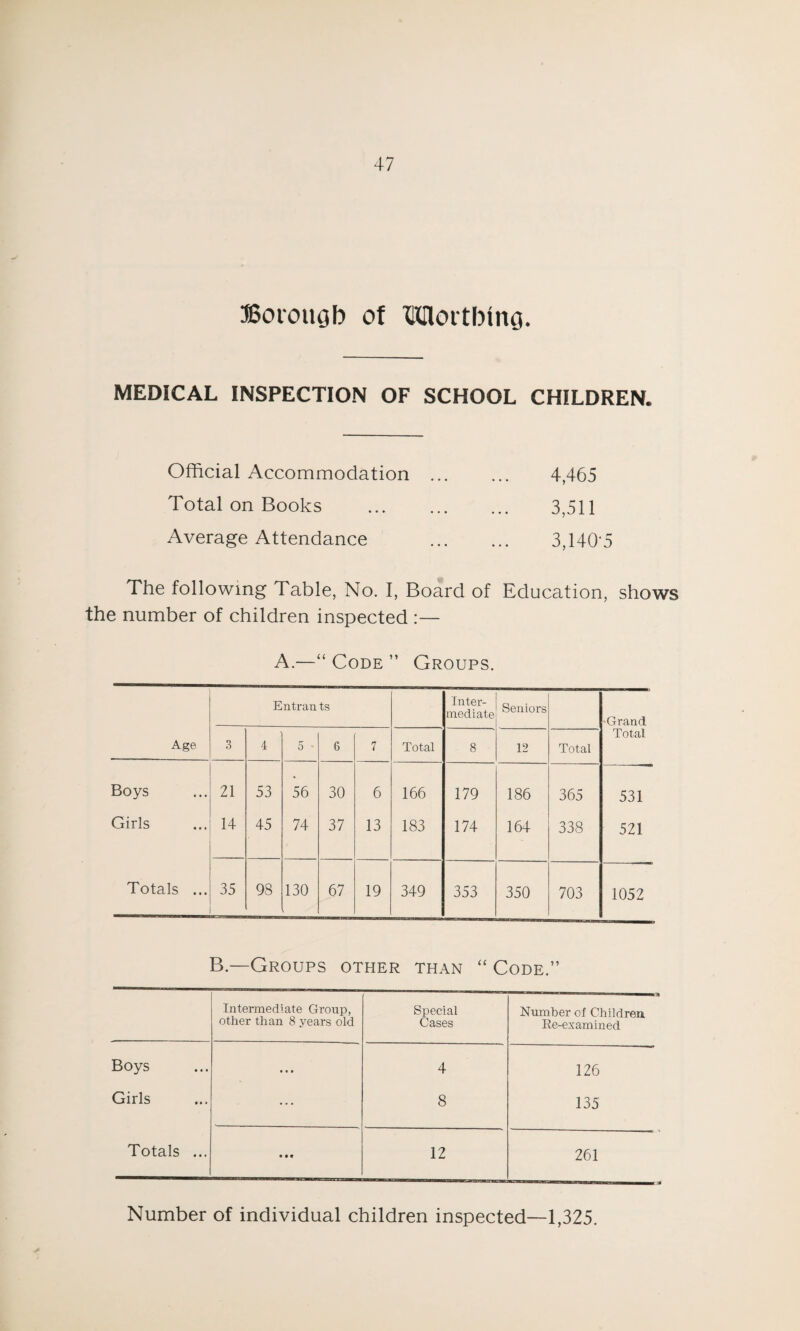 47
Borough of Worthing.
MEDICAL INSPECTION OF SCHOOL CHILDREN.
Official Accommodation ... ... 4,465
Total on Books ... ... ... 3,511
Average Attendance ... ... 3,140·5
The following Table, No. I, Board of Education, shows
the number of children inspected :—
A.—“ Code ” Groups.
Entrants Inter-mediate Seniors Grand Total
Age 3 4 5 6 7 Total 8 12 Total
Boys ... 21 53 56 30 6 166 179 186 365 531
Girls ... 14 45 74 37 13 183 174 164 338 521
Totals ... 35 98 130 67 19 349 353 350 703 1052
B.—Groups other than “ Code.”
Intermediate Group, Special Number of Children
other than 8 years old Cases Re-examined
Boys ... ... 4 126
Girls ... ... 8 135
Totals ... ... 12 261
Number of individual children inspected—1,325.